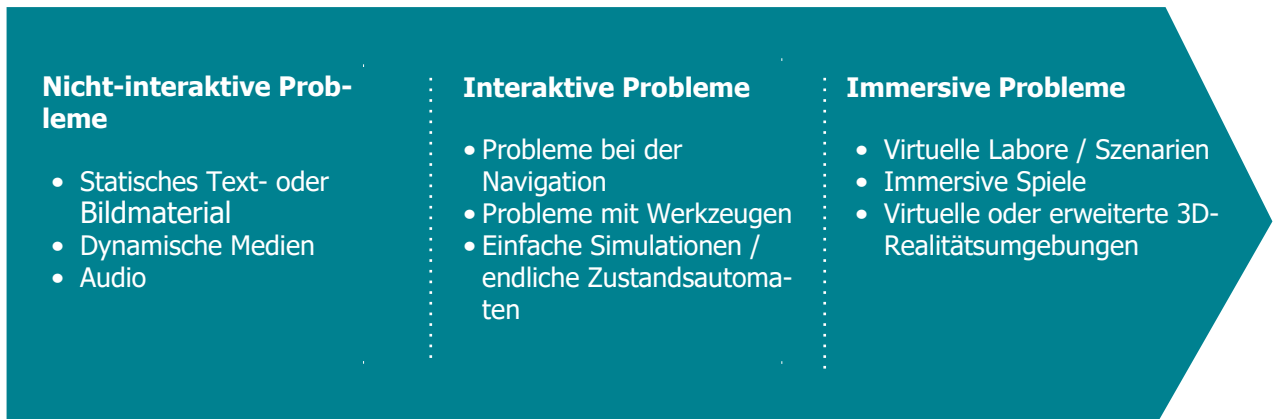 Nicht-interaktive Prob-
leme
• Statisches Text- oder
Bildmaterial
• Dynamische Medien
• Audio
Interaktive Probleme
• Probleme bei der
Navigation
• Probleme mit Werkzeugen
• Einfache Simulationen /
endliche Zustandsautoma-
ten
Immersive Probleme
• Virtuelle Labore / Szenarien
• Immersive Spiele
• Virtuelle oder erweiterte 3D-
Realitätsumgebungen